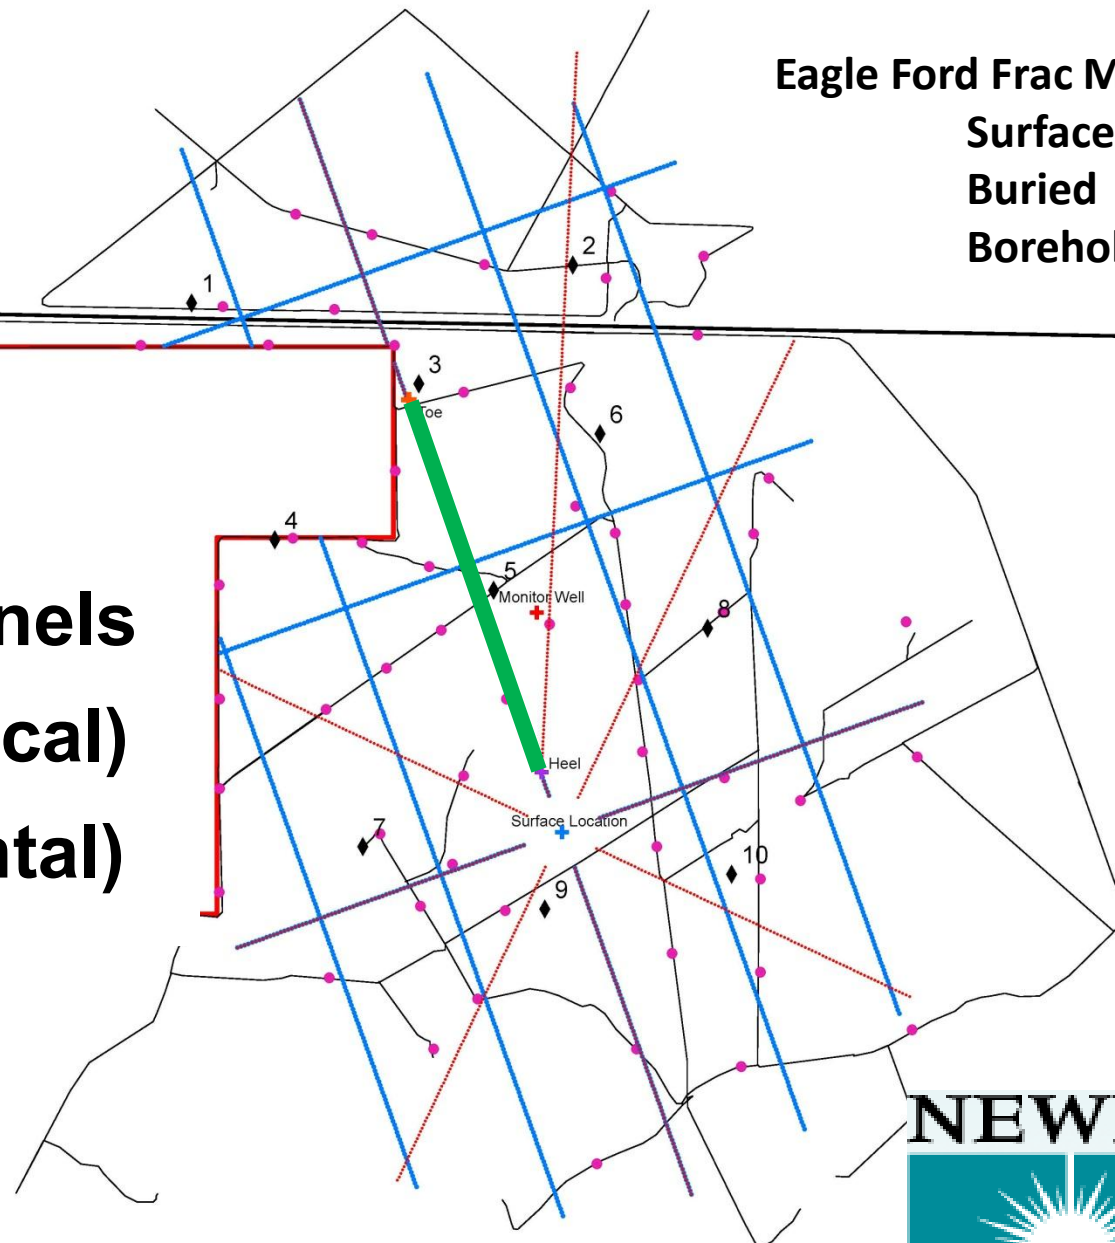 Eagle Ford Frac M
Surface
Buried
Borehol
1
2
3
Toe
6
4
5
Monitor Well
8
nels
cal)
Heel
Surface Location
7
ntal)
10
9
NEW